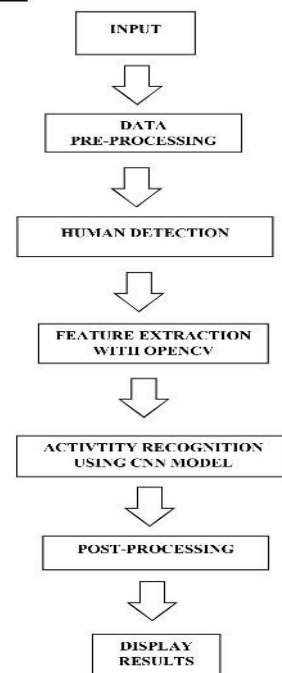 INPUT
DATA
PRE-PROCESSING
HUMAN DETECTION
FEATURE EXTRACTION
WITH OPENCV
ACTIVTITY RECOGNITION
USING CNN MODEL
POST-PROCESSING
DISPLAY
RESULTS